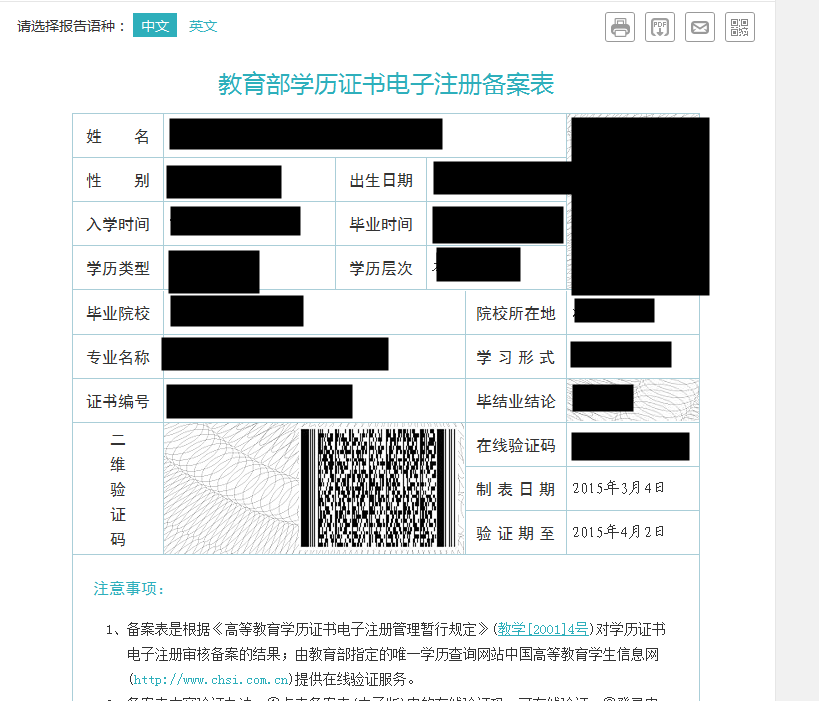 请选择报告语种： 中文 英文
教育部学历证书电子注册备案表
姓 名
性 别 出生日期
入学时间 毕业时间
学历类型 学历层次
毕业院校 院校所在地
专业名称 学习形式
证书编号 毕结业结论
二维验证码 在线验证码
制表日期 2015年3月4日
验证期至 2015年4月2日
注意事项：
1、备案表是根据《高等教育学历证书电子注册管理暂行规定》(教学[2001]4号)对学历证书
电子注册审核备案的结果；由教育部指定的唯一学历查询网站中国高等教育学生信息网
(http://www.chsi.com.cn)提供在线验证服务。